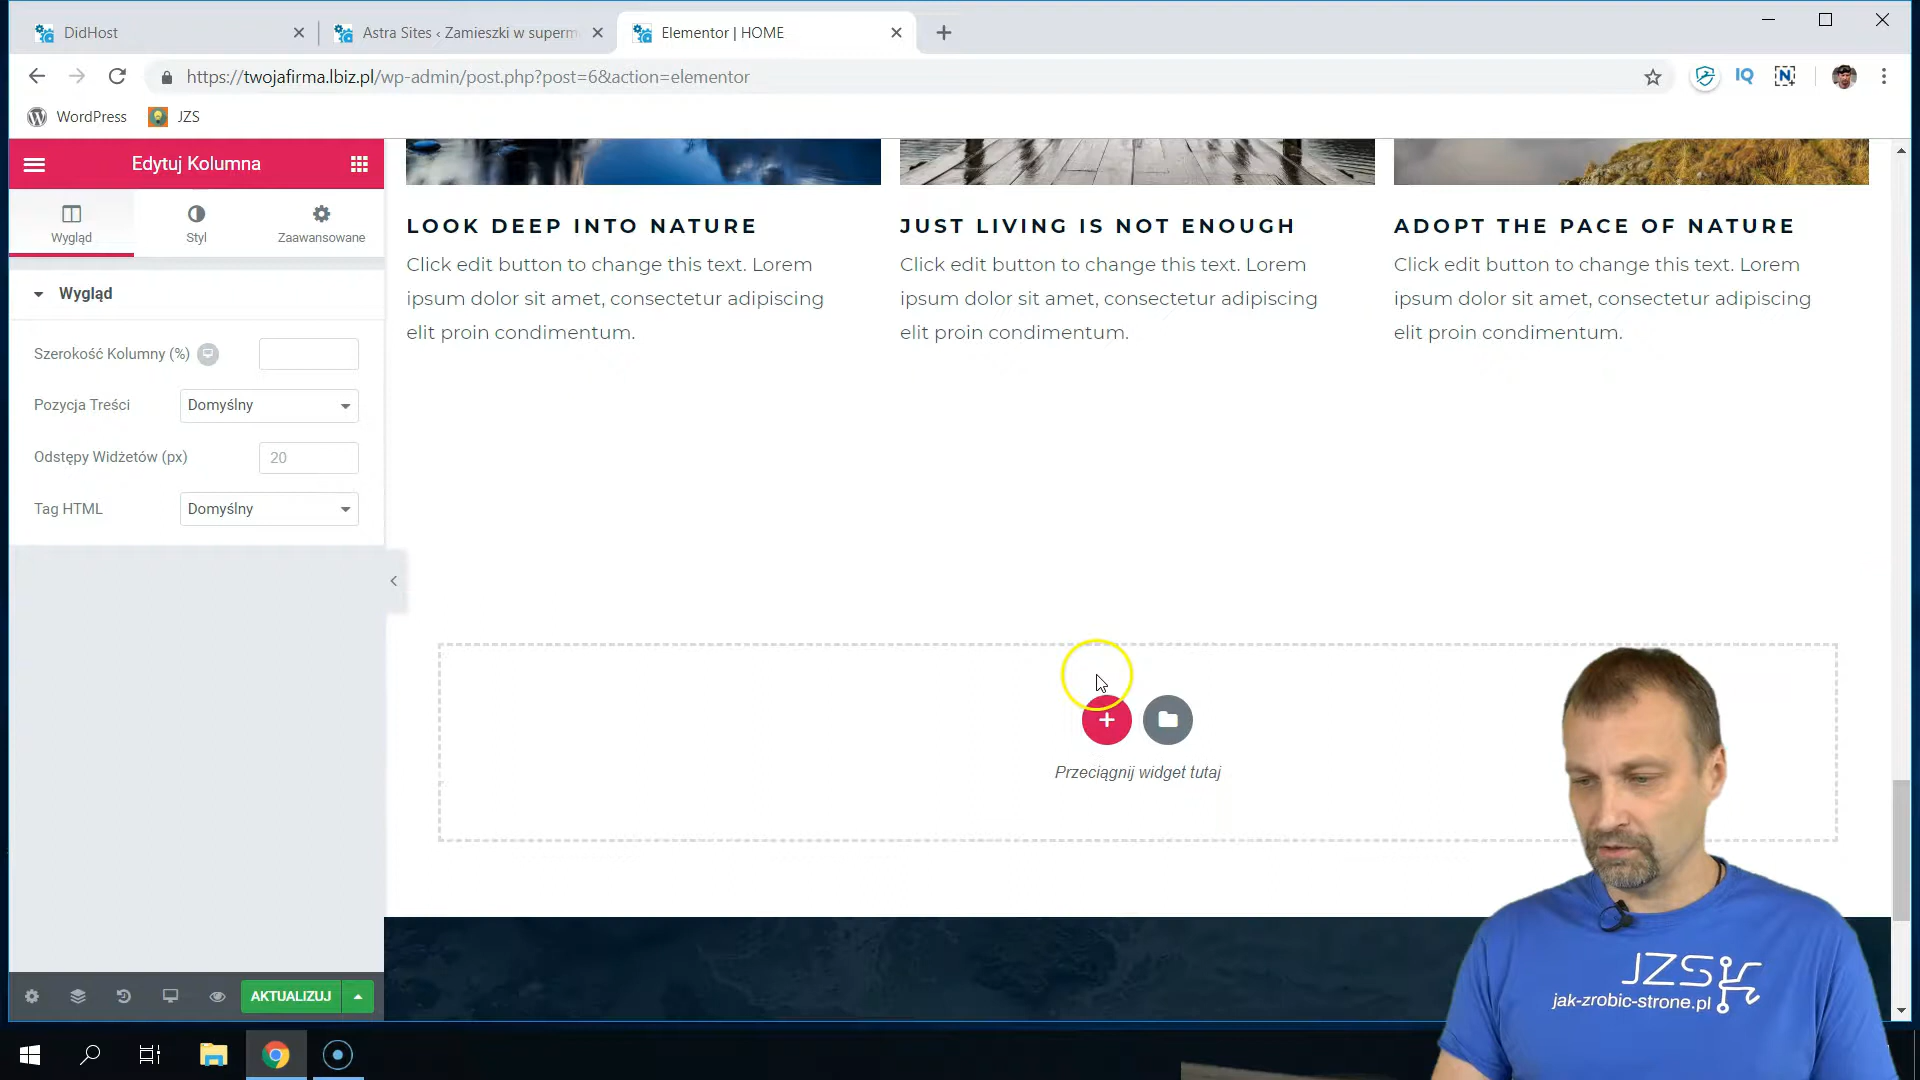 DidHost
Astra Sites ‹ Zamieszki w superm
Elementor | HOME
https://twojafirma.lbiz.pl/wp-admin/post.php?post=6&action=elementor
IQ
N
WordPress
JZS
Edytuj Kolumna
Wygląd
Styl
Zaawansowane
Wygląd
Szerokość Kolumny (%)
Pozycja Treści
Domyślny
Odstępy Widżetów (px)
20
Tag HTML
Domyślny
AKTUALIZUJ
LOOK DEEP INTO NATURE
Click edit button to change this text. Lorem
ipsum dolor sit amet, consectetur adipiscing
elit proin condimentum.
JUST LIVING IS NOT ENOUGH
Click edit button to change this text. Lorem
ipsum dolor sit amet, consectetur adipiscing
elit proin condimentum.
ADOPT THE PACE OF NATURE
Click edit button to change this text. Lorem
ipsum dolor sit amet, consectetur adipiscing
elit proin condimentum.
Przeciągnij widget tutaj
JZS
jak-zrobic-strone.pl